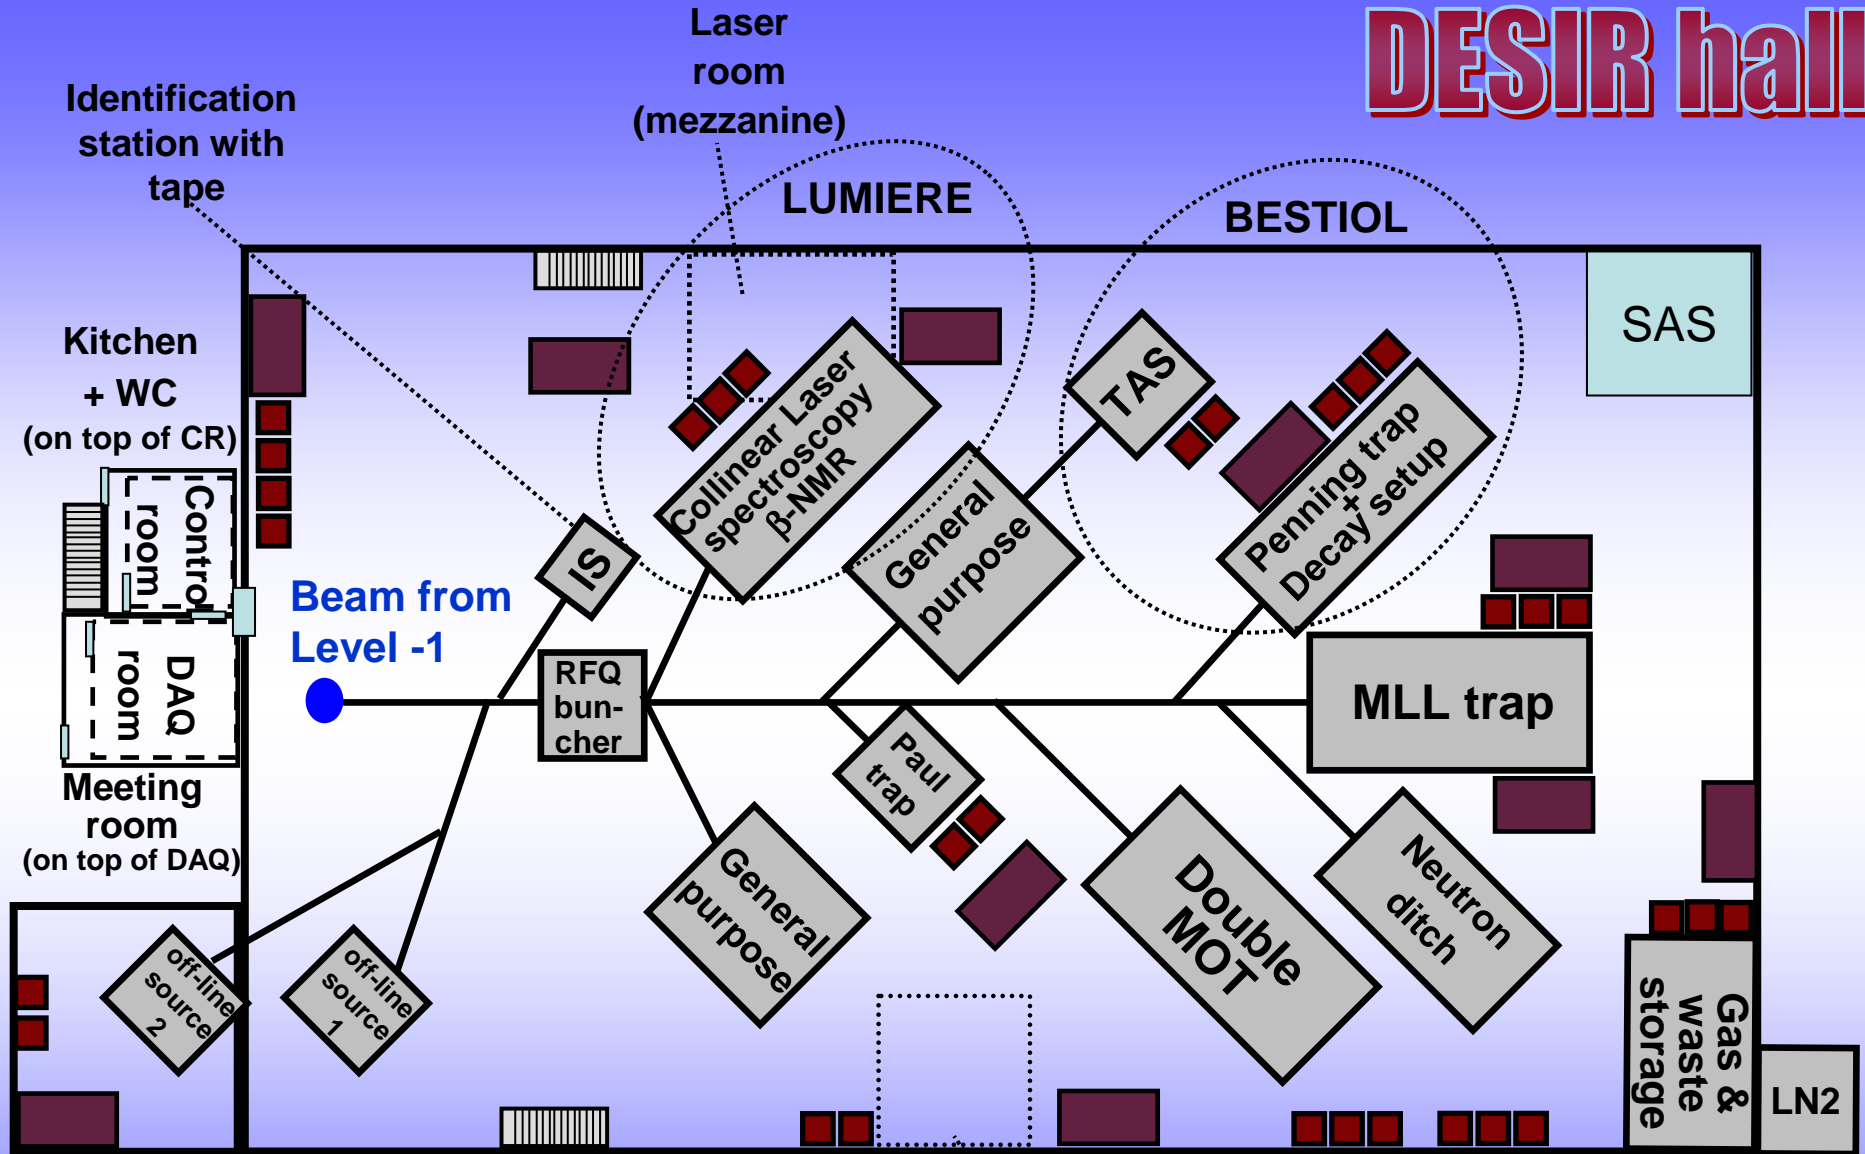 DESIR hall
Laser
room
(mezzanine)
Identification
station with
tape
LUMIERE
BESTIOL
SAS
Kitchen
+ WC
(on top of CR)
TAS
Collinear Laser
spectroscopy
β-NMR
General
purpose
Penning trap
+
Decay setup
Contro
room
IS
Beam from
Level -1
DAQ
room
RFQ
bun-
cher
MLL trap
Paul
trap
Meeting
room
(on top of DAQ)
General
purpose
Double
MOT
Neutron
ditch
off-line
source
2
off-line
source
1
Gas &
waste
storage
LN2